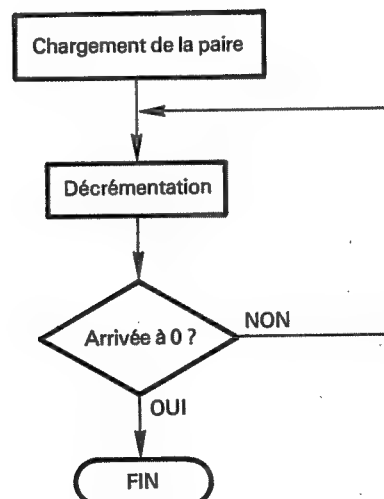 Chargement de la paire
Décrémentation
Arrivée à 0 ?
NON
OUI
FIN